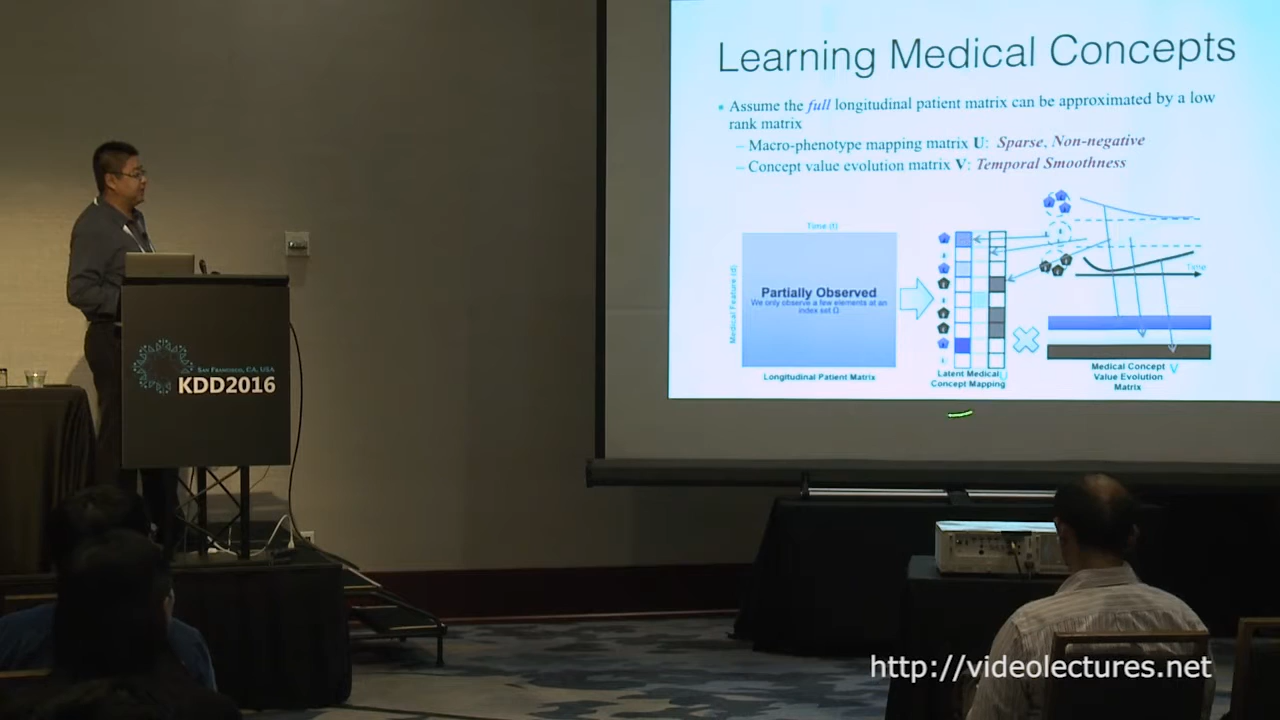 Learning Medical Concepts
Assume the full longitudinal patient matrix can be approximated by a low
rank matrix
– Macro-phenotype mapping matrix U: Sparse, Non-negative
– Concept value evolution matrix V: Temporal Smoothness
Time (t)
Medical Feature (d)
Partially Observed
We only observe a few elements at an
index set Ω
Longitudinal Patient Matrix
Latent Medical
Concept Mapping
U
Time
Medical Concept
Value Evolution
Matrix
V
SAN FRANCISCO, CA, USA
KDD2016
http://videolectures.net